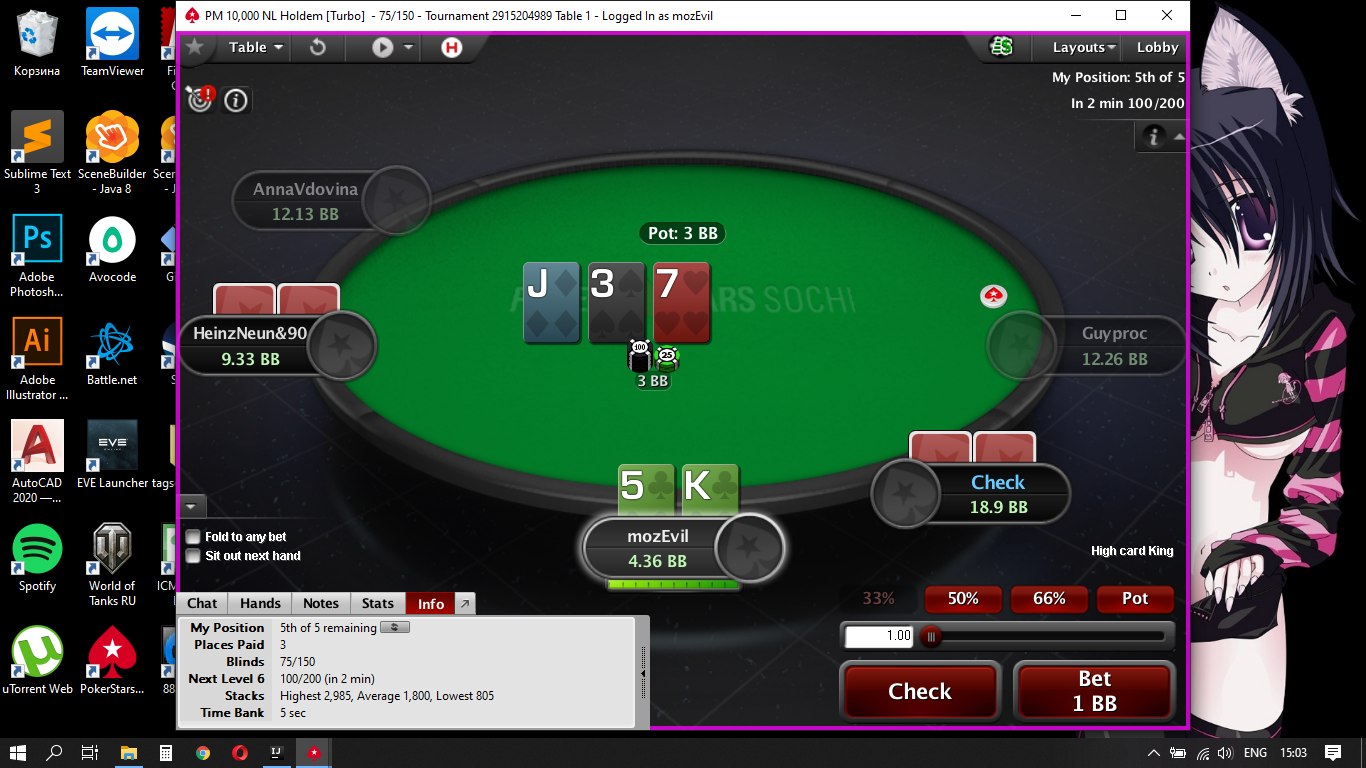 PM 10,000 NL Holdem [Turbo] - 75/150 - Tournament 2915204989 Table 1 - Logged In as mozEvil
Table
H
Layouts
Lobby
My Position: 5th of 5
In 2 min 100/200
Корзина
TeamViewer
Sublime Text
3
SceneBuilder
- Java 8
Adobe
Photosh...
Avocode
Adobe
Illustrator ...
Battle.net
AutoCAD
2020 —...
EVE
EVE Launcher
tags
Spotify
World of
Tanks RU
ICM
uTorrent Web
PokerStars...
88
AnnaVdovina
12.13 BB
Pot: 3 BB
J
3
7
SOCHI
HeinzNeun&90
9.33 BB
Guyproc
12.26 BB
100
25
3 BB
Check
18.9 BB
5
K
mozEvil
4.36 BB
Fold to any bet
Sit out next hand
High card King
33%
50%
66%
Pot
1.00
Check
Bet
1 BB
Chat
Hands
Notes
Stats
Info
My Position 5th of 5 remaining
Places Paid 3
Blinds 75/150
Next Level 6 100/200 (in 2 min)
Stacks Highest 2,985, Average 1,800, Lowest 805
Time Bank 5 sec
ENG
15:03